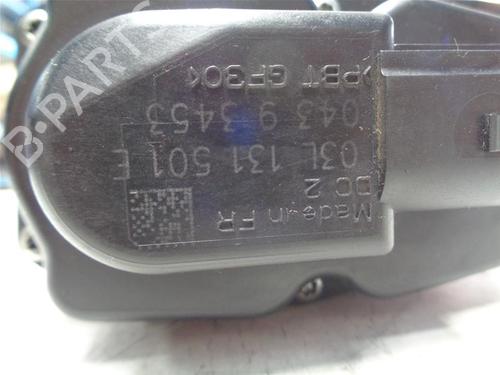 >PBT GF30<
043 9 3453
03L 131 501 E
DC 2
Made in FR
B-PARTS